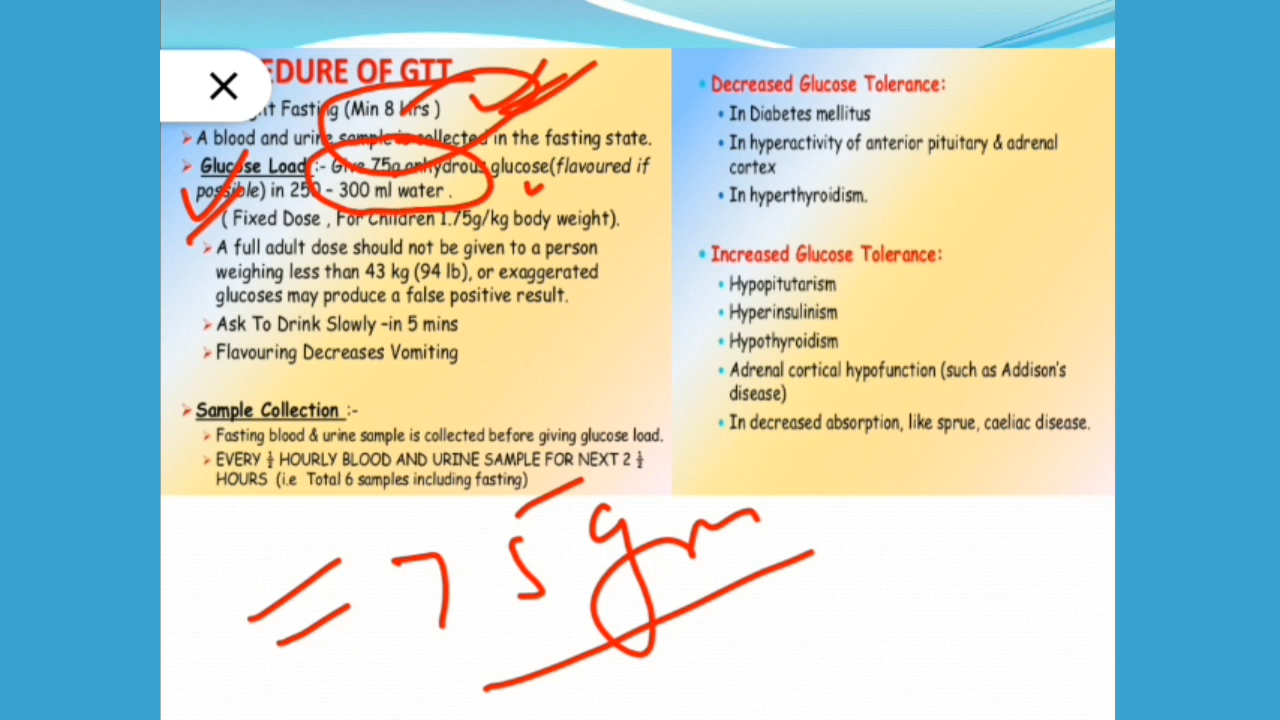 EDURE OF GTT
ht Fasting (Min 8 Hrs )
➢ A blood and urine sample is collected in the fasting state.
➢ Glucose Load :- Give 75g anhydrous glucose(flavoured if
possible) in 250 – 300 ml water .
( Fixed Dose , For Children 1.75g/kg body weight).
➢ A full adult dose should not be given to a person
weighing less than 43 kg (94 lb), or exaggerated
glucoses may produce a false positive result.
➢ Ask To Drink Slowly –in 5 mins
➢ Flavouring Decreases Vomiting
➢ Sample Collection :-
➢ Fasting blood & urine sample is collected before giving glucose load.
➢ EVERY ½ HOURLY BLOOD AND URINE SAMPLE FOR NEXT 2 ½
HOURS (i.e Total 6 samples including fasting)
• Decreased Glucose Tolerance:
• In Diabetes mellitus
• In hyperactivity of anterior pituitary & adrenal
cortex
• In hyperthyroidism.
• Increased Glucose Tolerance:
• Hypopitutarism
• Hyperinsulinism
• Hypothyroidism
• Adrenal cortical hypofunction (such as Addison's
disease)
• In decreased absorption, like sprue, caeliac disease.
= 75 gm